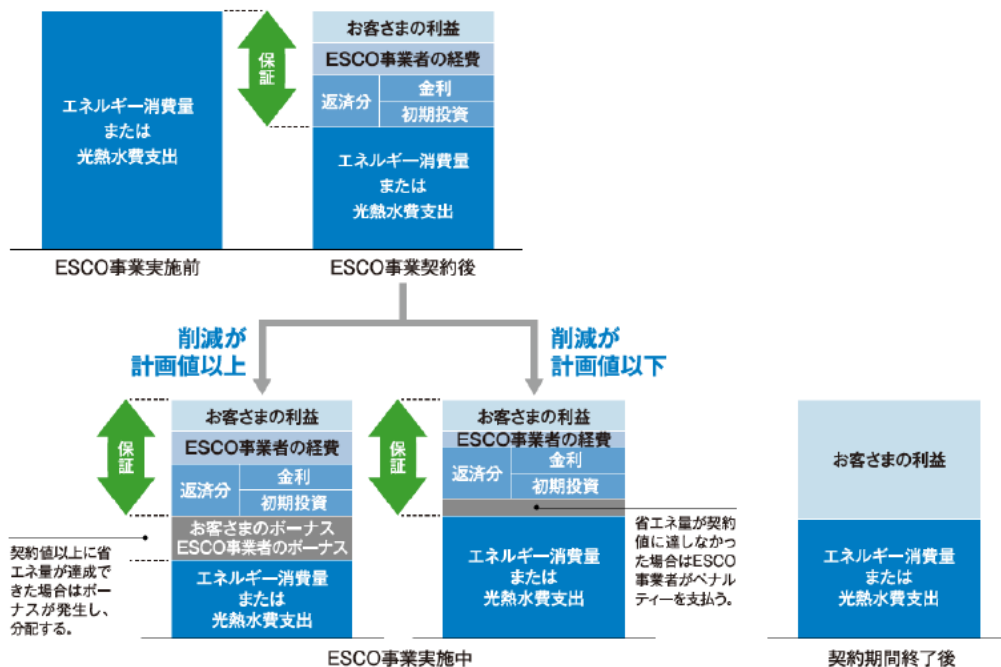 エネルギー消費量
または
光熱水費支出
保証
お客さまの利益
ESCO事業者の経費
返済分
金利
初期投資
エネルギー消費量
または
光熱水費支出
ESCO事業実施前
ESCO事業契約後
削減が
計画値以上
削減が
計画値以下
保証
お客さまの利益
ESCO事業者の経費
返済分
金利
初期投資
お客さまのボーナス
ESCO事業者のボーナス
エネルギー消費量
または
光熱水費支出
契約値以上に省
エネ量が達成で
きた場合はボー
ナスが発生し、
分配する。
保証
お客さまの利益
ESCO事業者の経費
返済分
金利
初期投資
エネルギー消費量
または
光熱水費支出
省エネ量が契約
値に達しなかっ
た場合はESCO
事業者がペナル
ティーを支払う。
お客さまの利益
エネルギー消費量
または
光熱水費支出
ESCO事業実施中
契約期間終了後